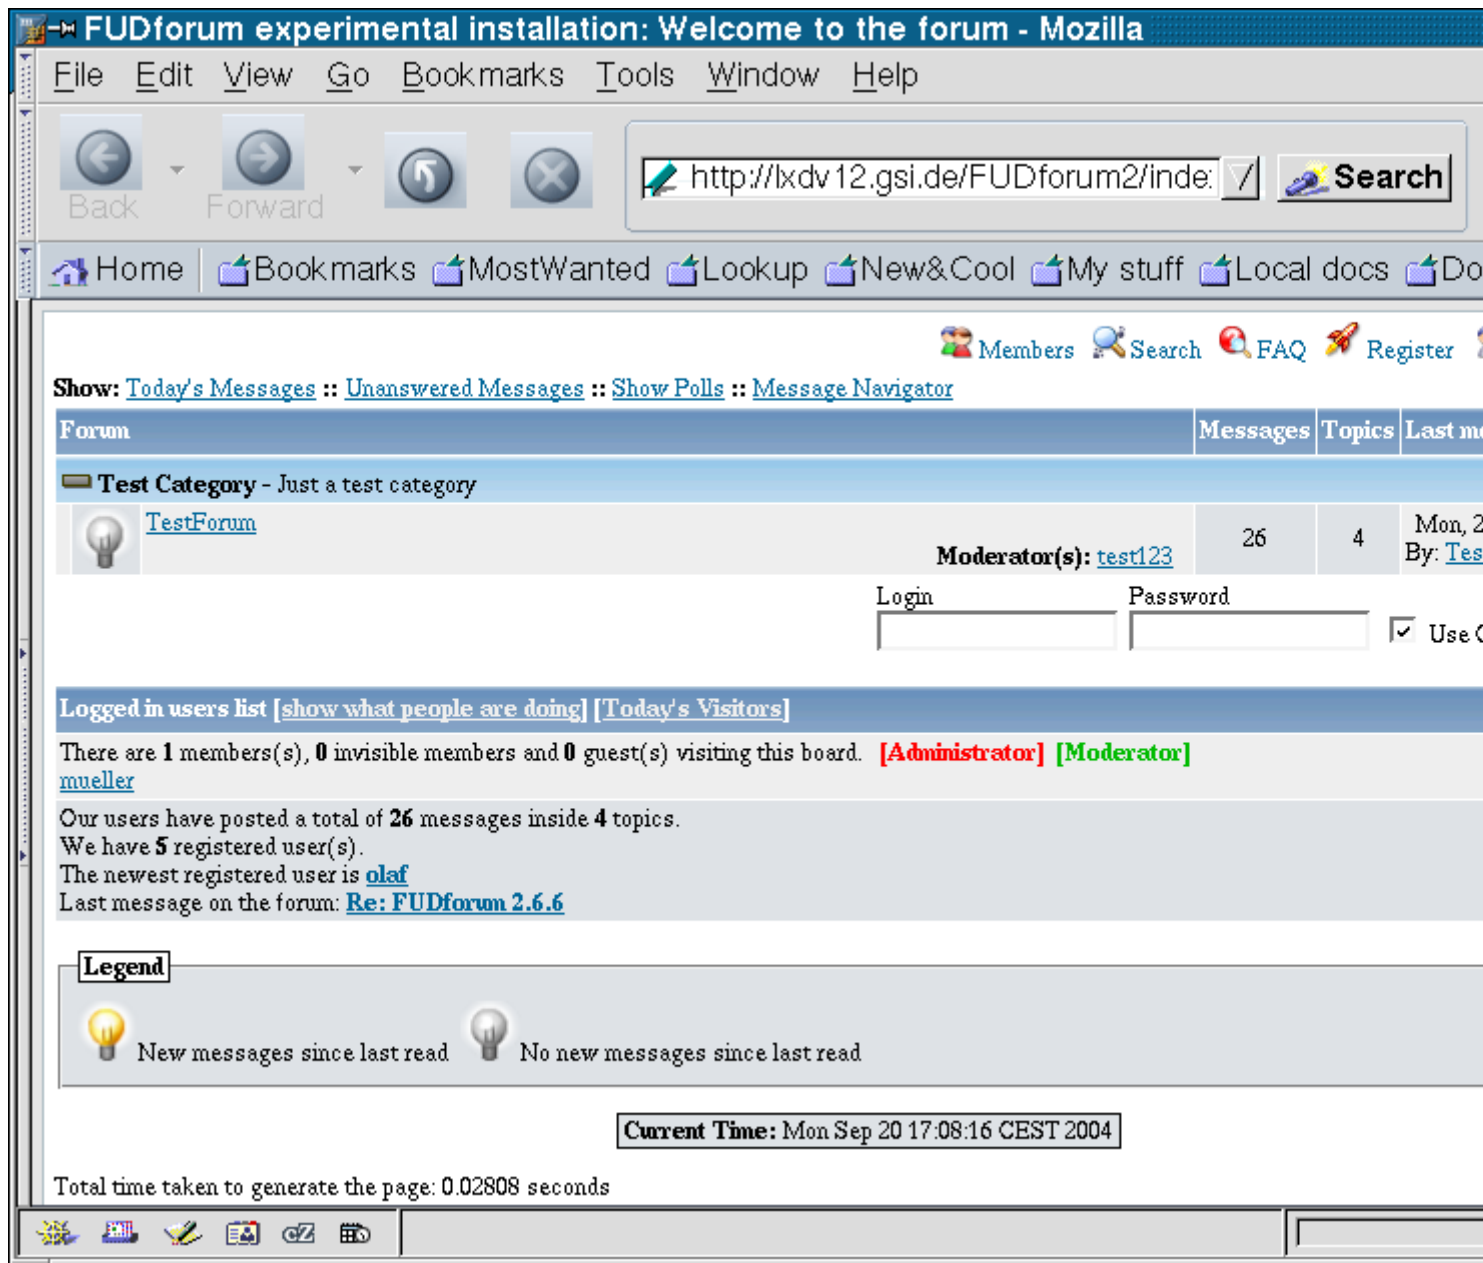 FUDforum experimental installation: Welcome to the forum - Mozilla
File Edit View Go Bookmarks Tools Window Help
Back Forward http://lxdv12.gsi.de/FUDforum2/inde Search
Home Bookmarks MostWanted Lookup New&Cool My stuff Local docs Do
Members Search FAQ Register
Show: Today's Messages :: Unanswered Messages :: Show Polls :: Message Navigator
Forum Messages Topics Last me
Test Category - Just a test category
TestForum
Moderator(s): test123 26 4 Mon, 2
By: Tes
Login Password
Use
Logged in users list [show what people are doing] [Today's Visitors]
There are 1 members(s), 0 invisible members and 0 guest(s) visiting this board. [Administrator] [Moderator]
mueller
Our users have posted a total of 26 messages inside 4 topics.
We have 5 registered user(s).
The newest registered user is olaf
Last message on the forum: Re: FUDforum 2.6.6
Legend
New messages since last read No new messages since last read
Current Time: Mon Sep 20 17:08:16 CEST 2004
Total time taken to generate the page: 0.02808 seconds
cZ